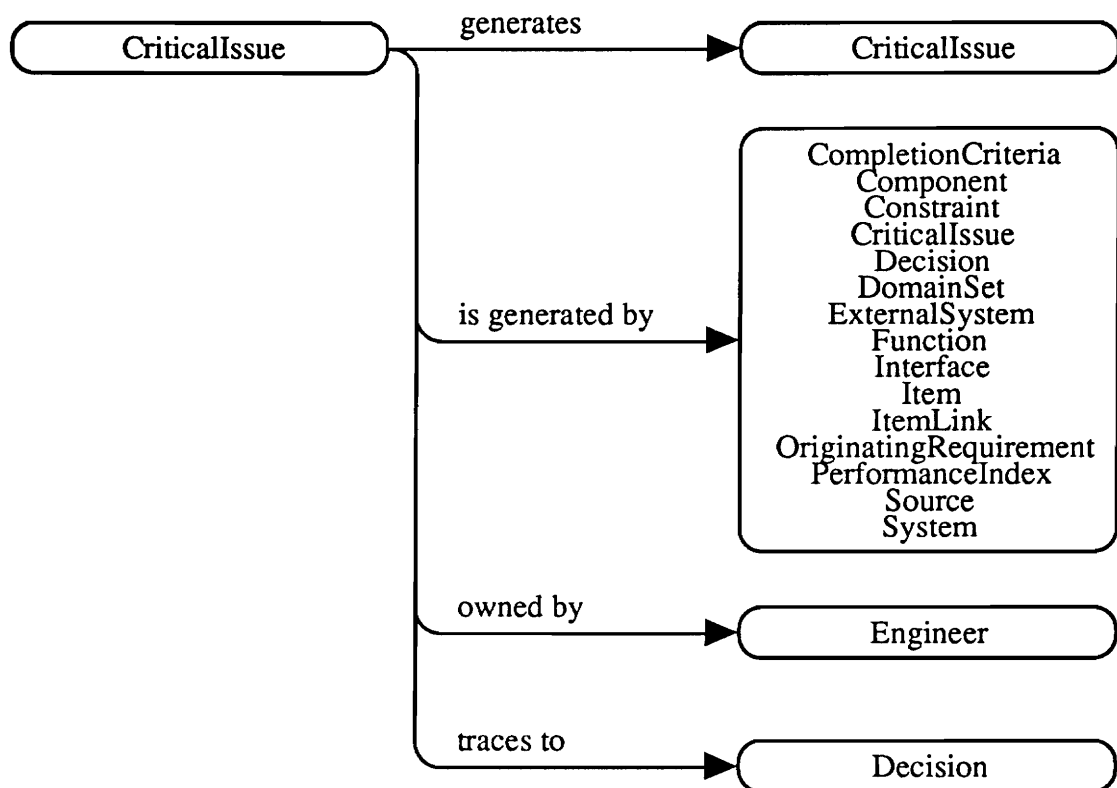 CriticalIssue
generates
CriticalIssue
is generated by
CompletionCriteria
Component
Constraint
CriticalIssue
Decision
DomainSet
ExternalSystem
Function
Interface
Item
ItemLink
OriginatingRequirement
PerformanceIndex
Source
System
owned by
Engineer
traces to
Decision